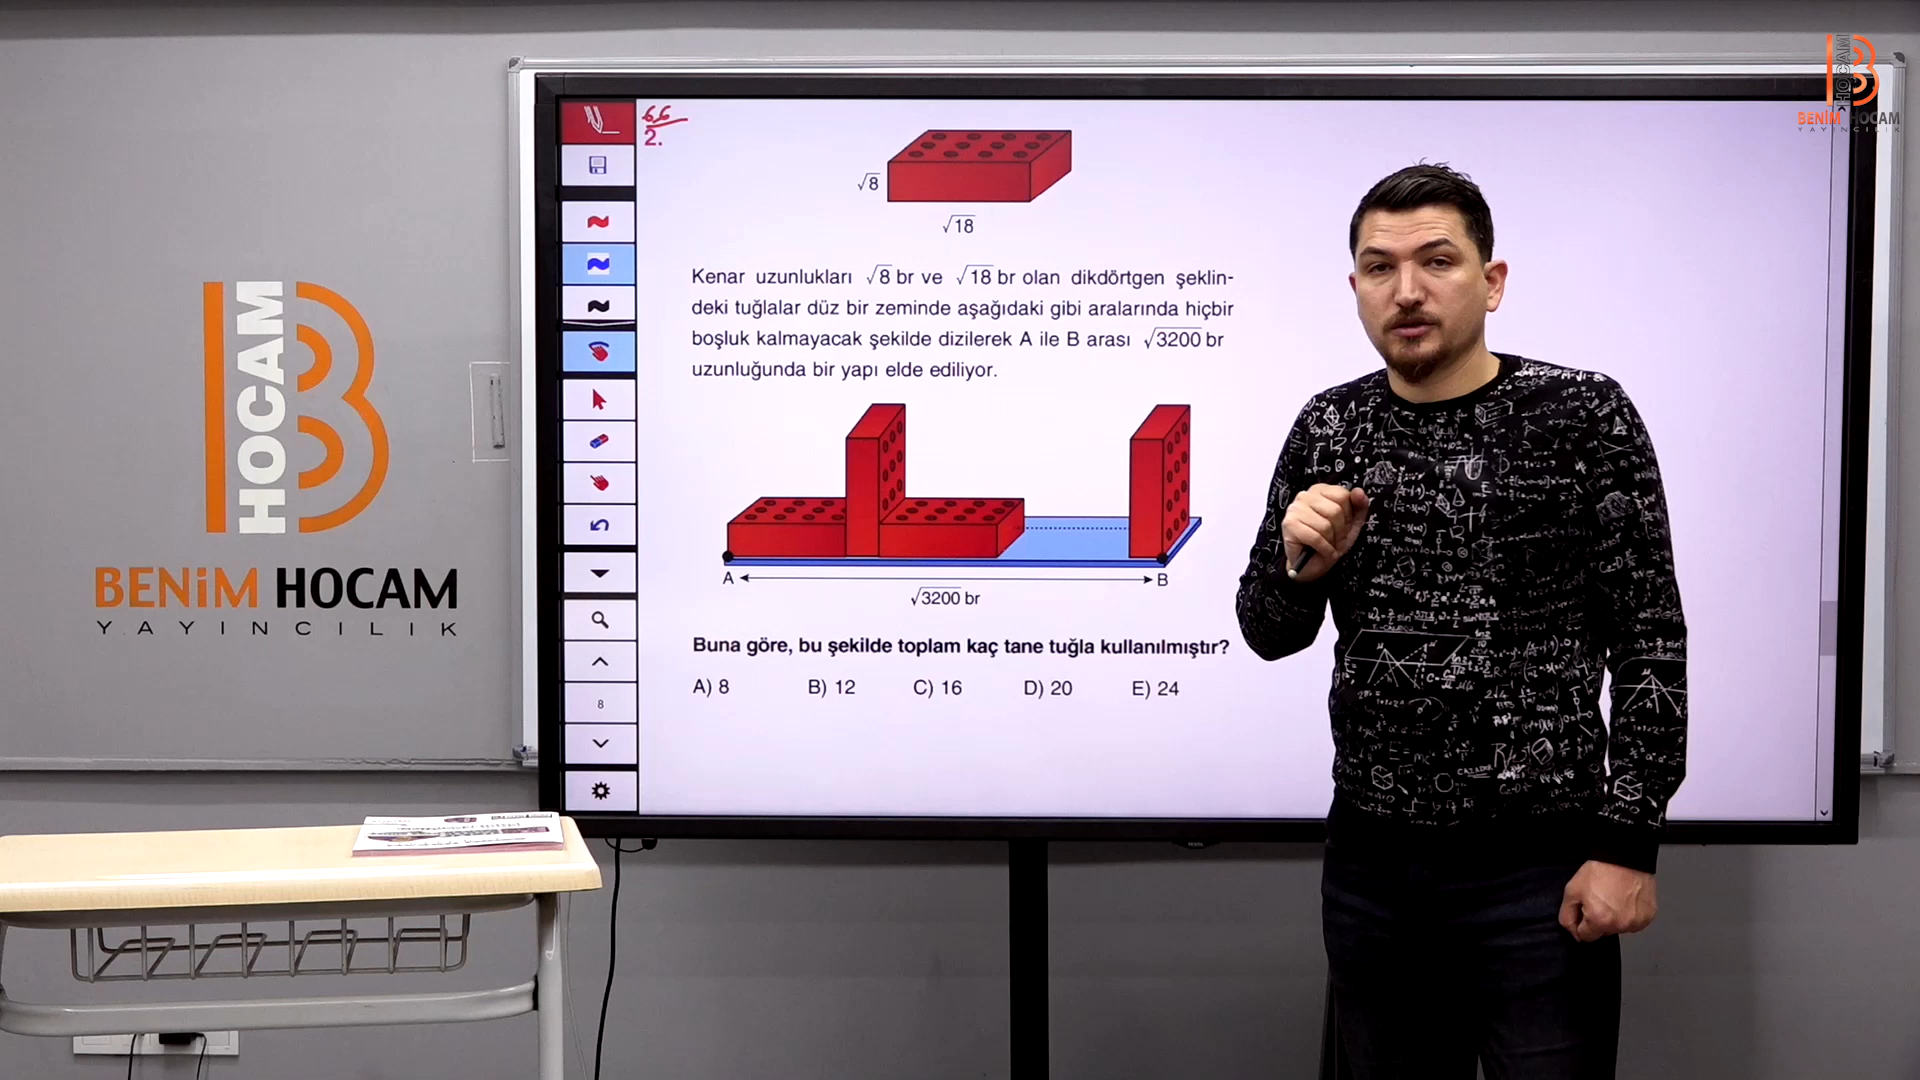 HOCAM
BENİM HOCAM
YAYINCILIK
HOCAM
BENİM HOCAM
YAYINCILIK
66
2.
√8
√18
Kenar uzunlukları √8 br ve √18 br olan dikdörtgen şeklin-
deki tuğlalar düz bir zeminde aşağıdaki gibi aralarında hiçbir
boşluk kalmayacak şekilde dizilerek A ile B arası √3200 br
uzunluğunda bir yapı elde ediliyor.
A B
√3200 br
Buna göre, bu şekilde toplam kaç tane tuğla kullanılmıştır?
A) 8 B) 12 C) 16 D) 20 E) 24
8